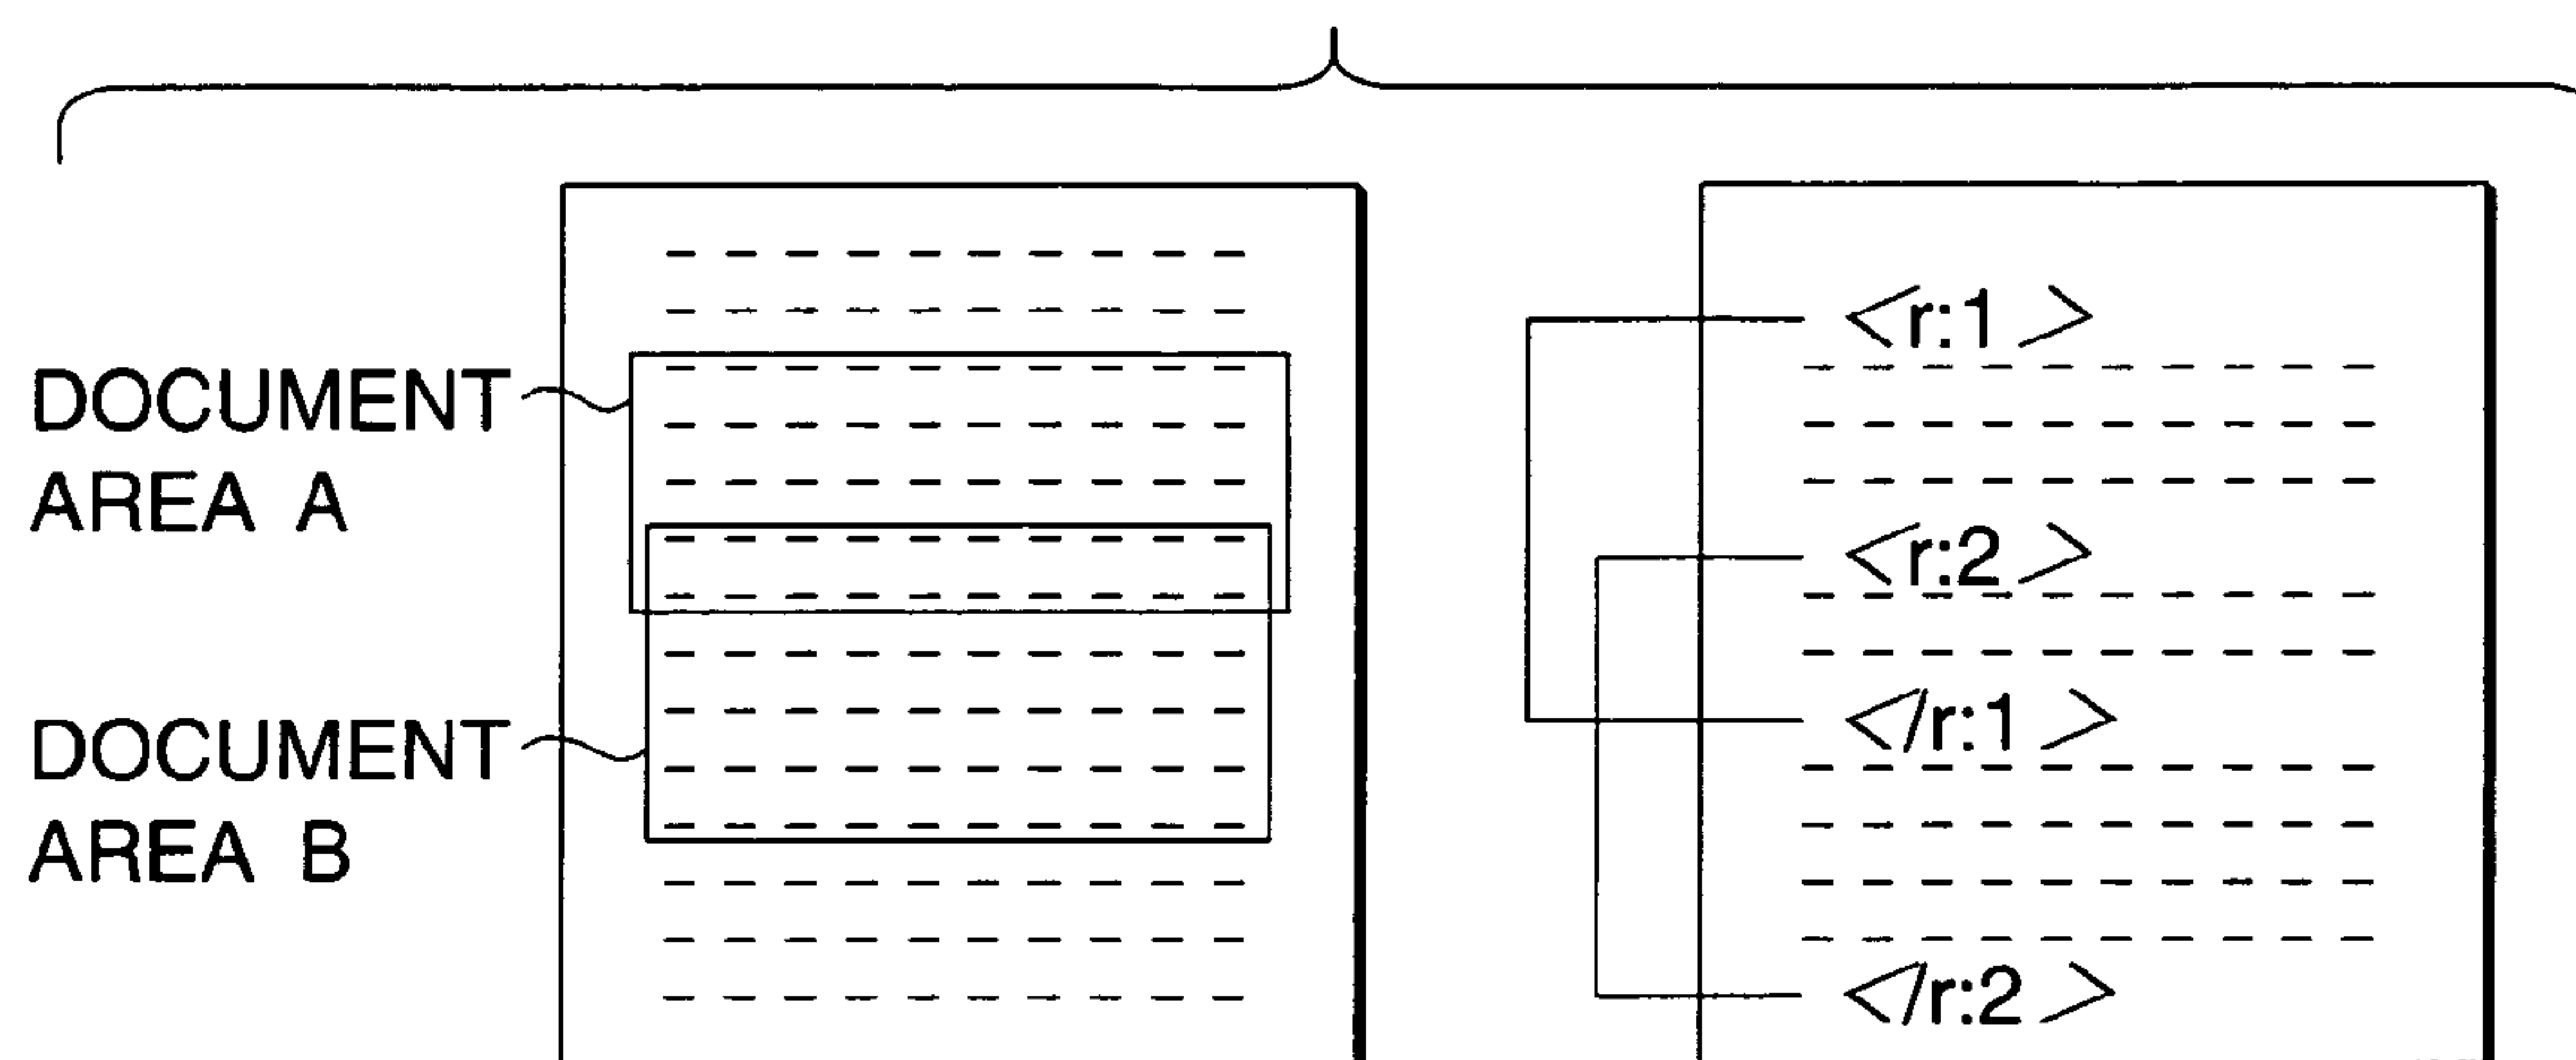 DOCUMENT
AREA A
DOCUMENT
AREA B
<r:1>
<r:2>
</r:1>
</r:2>